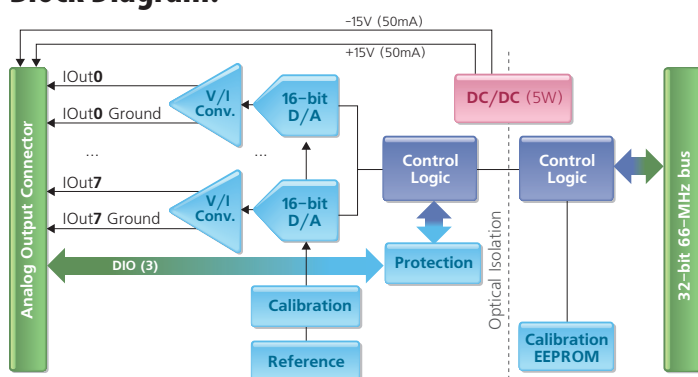 Block Diagram:
-15V (50mA)
+15V (50mA)
DC/DC (5W)
Analog Output Connector
IOut0
IOut0 Ground
...
IOut7
IOut7 Ground
V/I
Conv.
16-bit
D/A
...
V/I
Conv.
16-bit
D/A
Control
Logic
Control
Logic
32-bit 66-MHz bus
DIO (3)
Protection
Optical Isolation
Calibration
Reference
Calibration
EEPROM